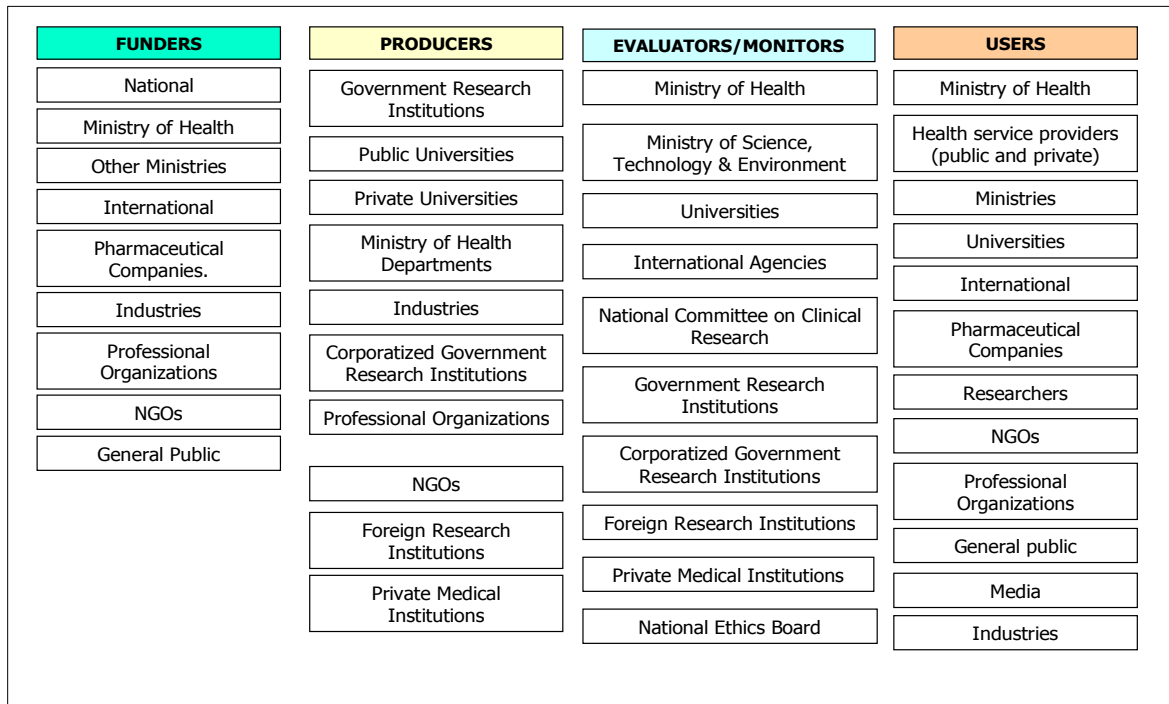 FUNDERS
National
Ministry of Health
Other Ministries
International
Pharmaceutical
Companies.
Industries
Professional
Organizations
NGOs
General Public
PRODUCERS
Government Research
Institutions
Public Universities
Private Universities
Ministry of Health
Departments
Industries
Corporatized Government
Research Institutions
Professional Organizations
NGOs
Foreign Research
Institutions
Private Medical
Institutions
EVALUATORS/MONITORS
Ministry of Health
Ministry of Science,
Technology & Environment
Universities
International Agencies
National Committee on Clinical
Research
Government Research
Institutions
Corporatized Government
Research Institutions
Foreign Research Institutions
Private Medical Institutions
National Ethics Board
USERS
Ministry of Health
Health service providers
(public and private)
Ministries
Universities
International
Pharmaceutical
Companies
Researchers
NGOs
Professional
Organizations
General public
Media
Industries